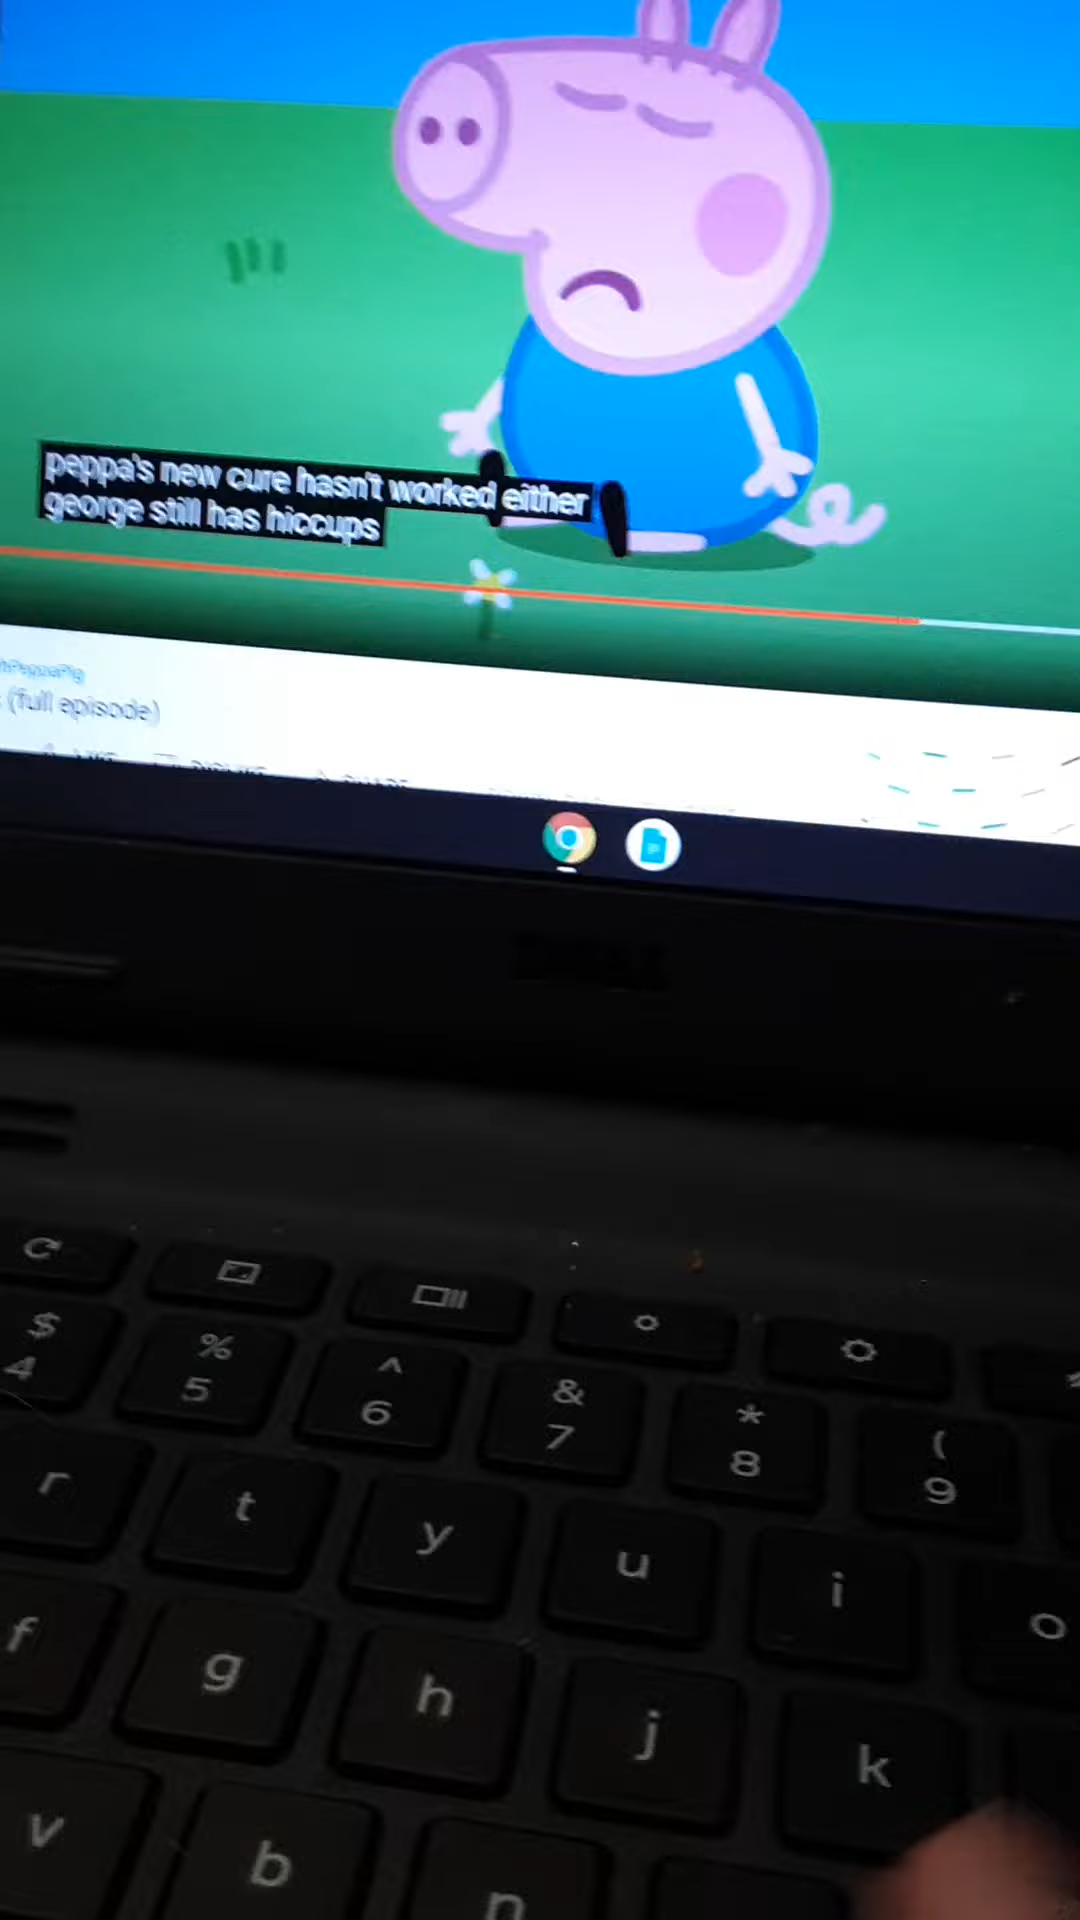 peppa's new cure hasn't worked either
george still has hiccups
(full episode)
$ % ^ & * (
4 5 6 7 8 9
r t y u i o
f g h j k
v b n